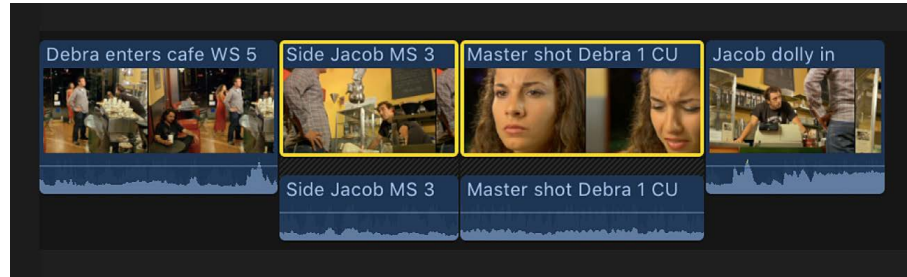 Debra enters cafe WS 5
Side Jacob MS 3
Master shot Debra 1 CU
Jacob dolly in
Side Jacob MS 3
Master shot Debra 1 CU